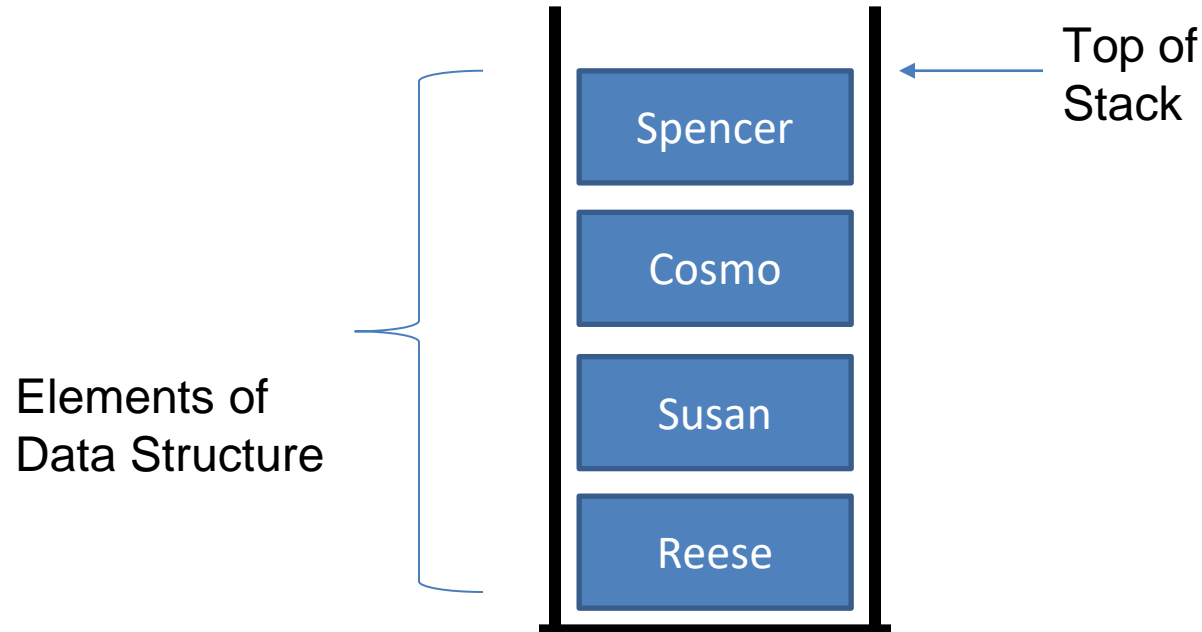 Top of
Stack
Spencer
Cosmo
Susan
Reese
Elements of
Data Structure